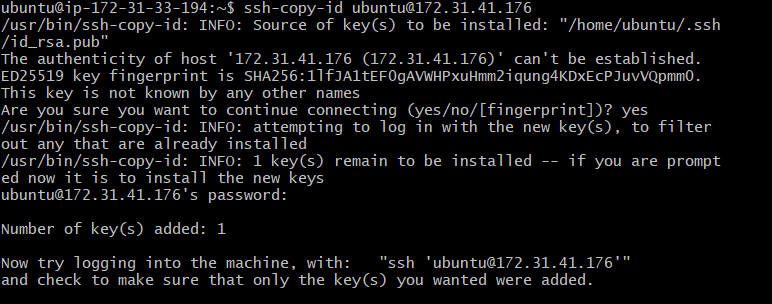 ubuntu@ip-172-31-33-194:~$ ssh-copy-id ubuntu@172.31.41.176
/usr/bin/ssh-copy-id: INFO: Source of key(s) to be installed: "/home/ubuntu/.ssh
/id_rsa.pub"
The authenticity of host '172.31.41.176 (172.31.41.176)' can't be established.
ED25519 key fingerprint is SHA256:1lfJA1tEF0gAVWHPxuHmm2iqung4KDxEcPJuvVQpmm0.
This key is not known by any other names
Are you sure you want to continue connecting (yes/no/[fingerprint])? yes
/usr/bin/ssh-copy-id: INFO: attempting to log in with the new key(s), to filter
out any that are already installed
/usr/bin/ssh-copy-id: INFO: 1 key(s) remain to be installed -- if you are prompt
ed now it is to install the new keys
ubuntu@172.31.41.176's password:
Number of key(s) added: 1
Now try logging into the machine, with:   "ssh 'ubuntu@172.31.41.176'"
and check to make sure that only the key(s) you wanted were added.